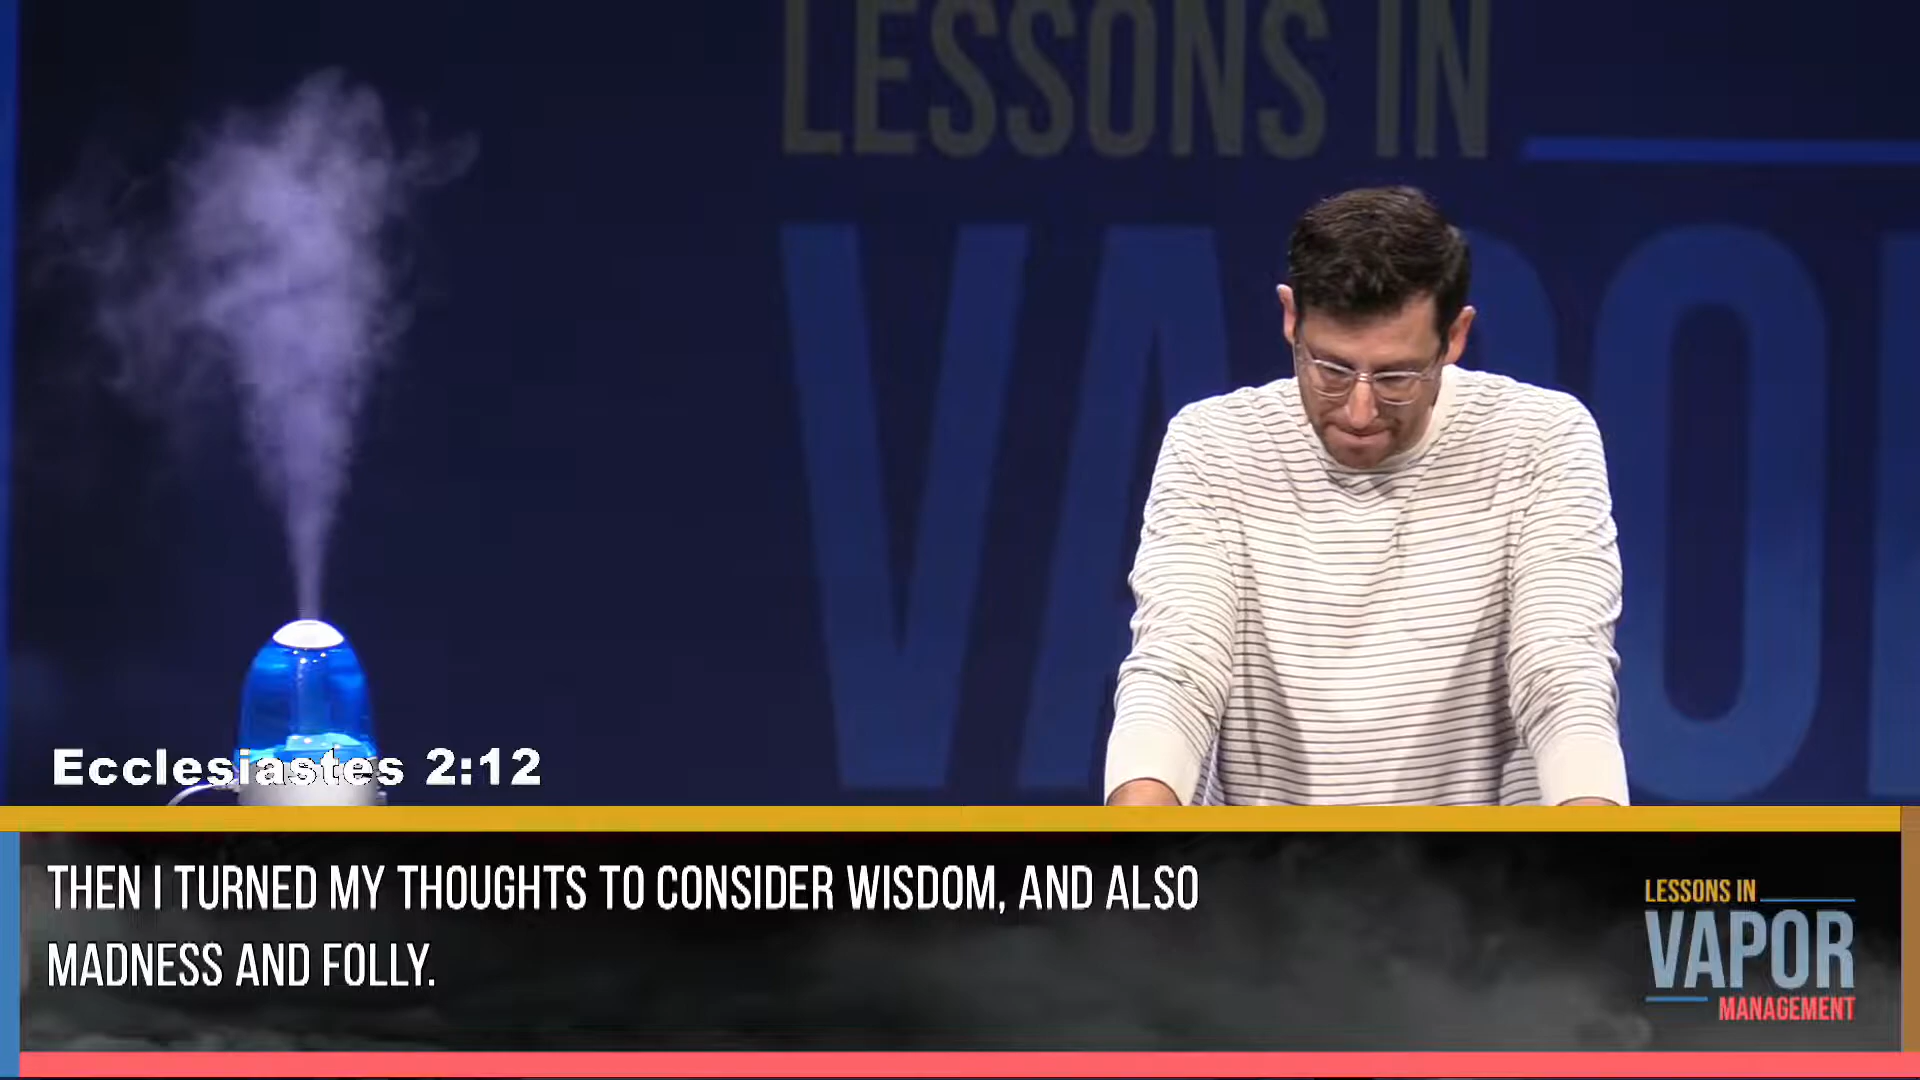 LESSONS IN
VAPO
Ecclesiastes 2:12
THEN I TURNED MY THOUGHTS TO CONSIDER WISDOM, AND ALSO
MADNESS AND FOLLY.
LESSONS IN
VAPOR
MANAGEMENT